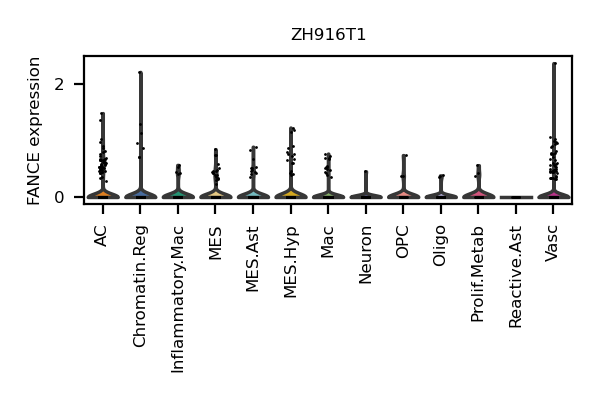 ZH916T1
FANCE expression
2
0
AC
Chromatin.Reg
Inflammatory.Mac
MES
MES.Ast
MES.Hyp
Mac
Neuron
OPC
Oligo
Prolif.Metab
Reactive.Ast
Vasc